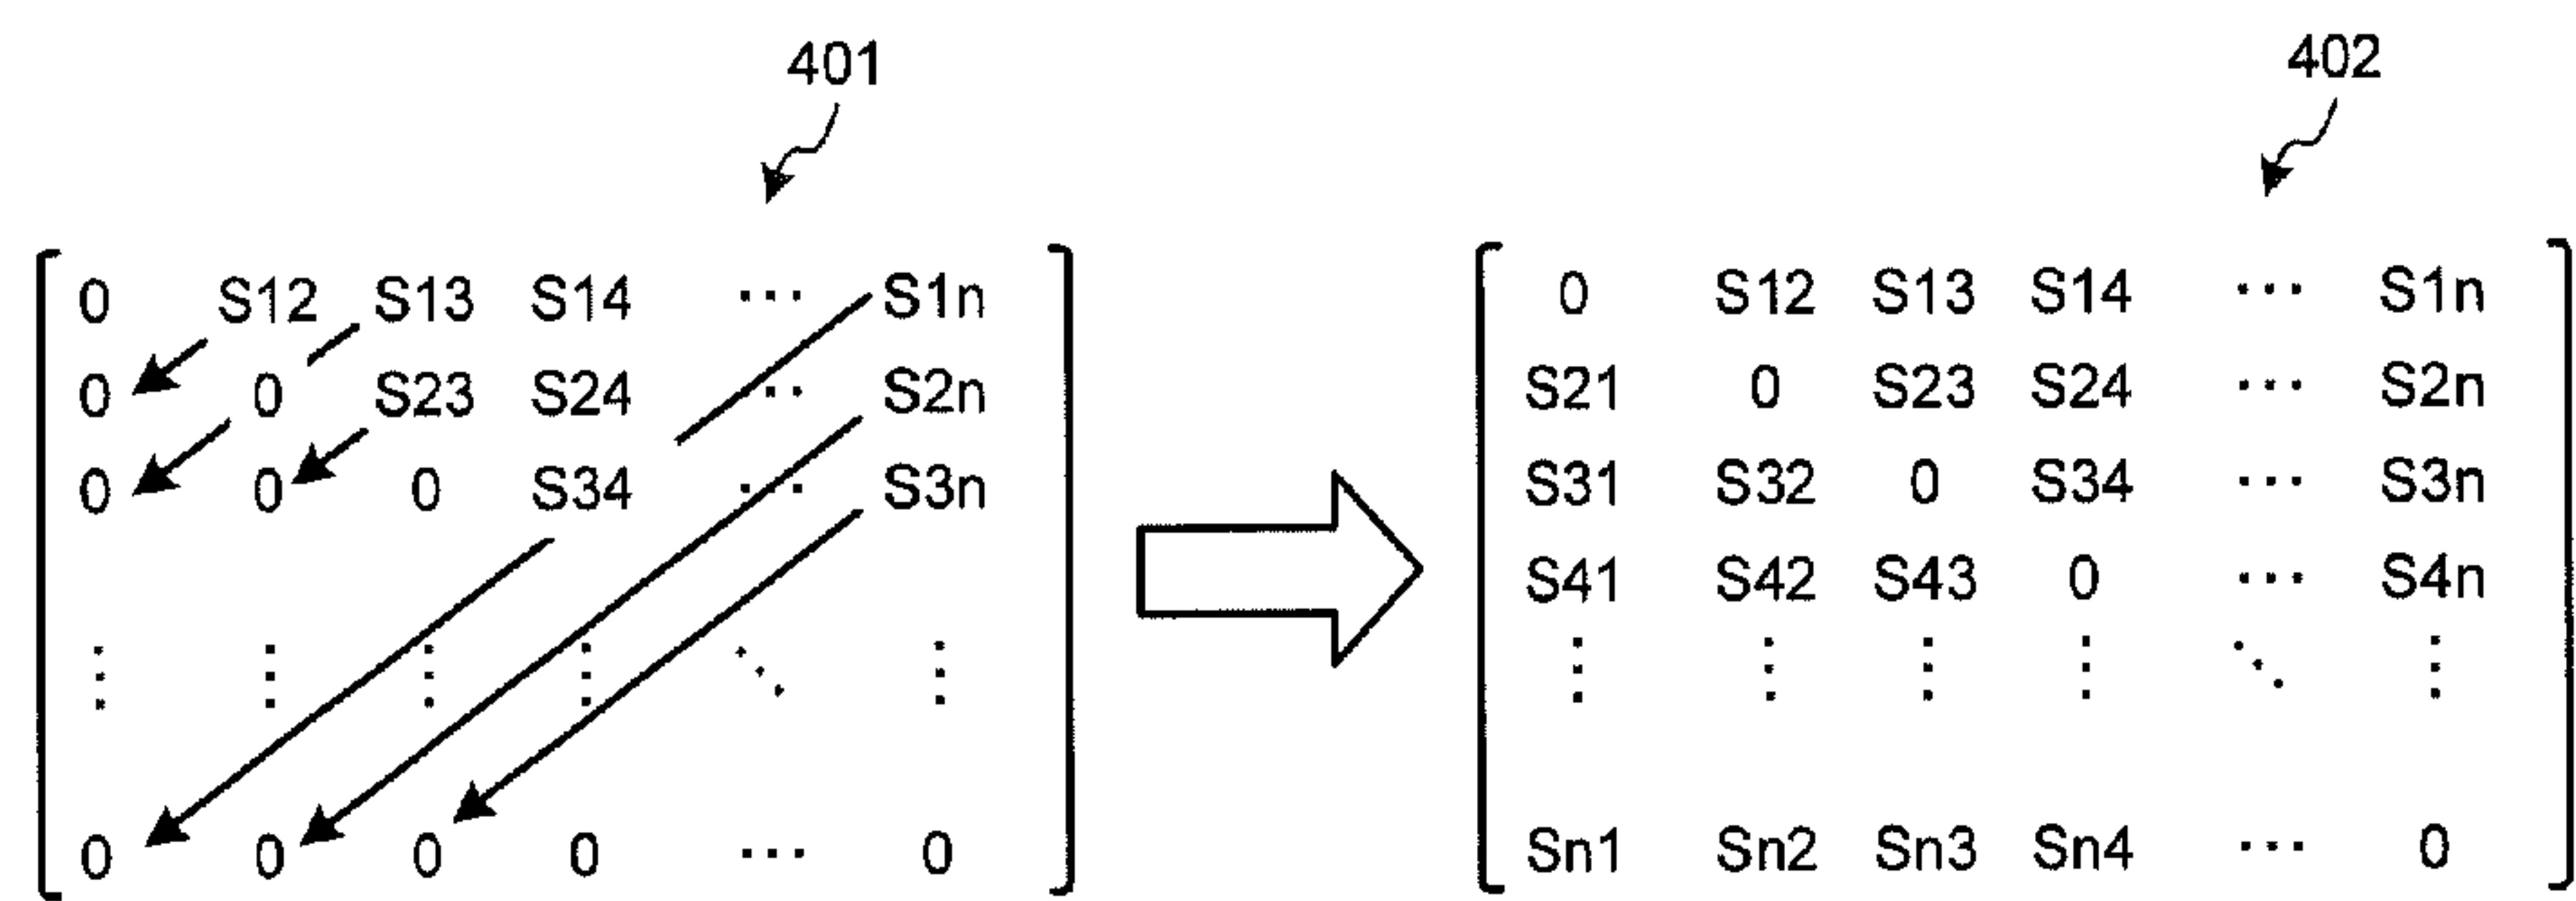 401
402
0 S12 S13 S14 ... S1n
0 0 S23 S24 ... S2n
0 0 0 S34 ... S3n
⋮ ⋮ ⋮ ⋮ ⋱ ⋮
0 0 0 0 ... 0
0 S12 S13 S14 ... S1n
S21 0 S23 S24 ... S2n
S31 S32 0 S34 ... S3n
S41 S42 S43 0 ... S4n
⋮ ⋮ ⋮ ⋮ ⋱ ⋮
Sn1 Sn2 Sn3 Sn4 ... 0